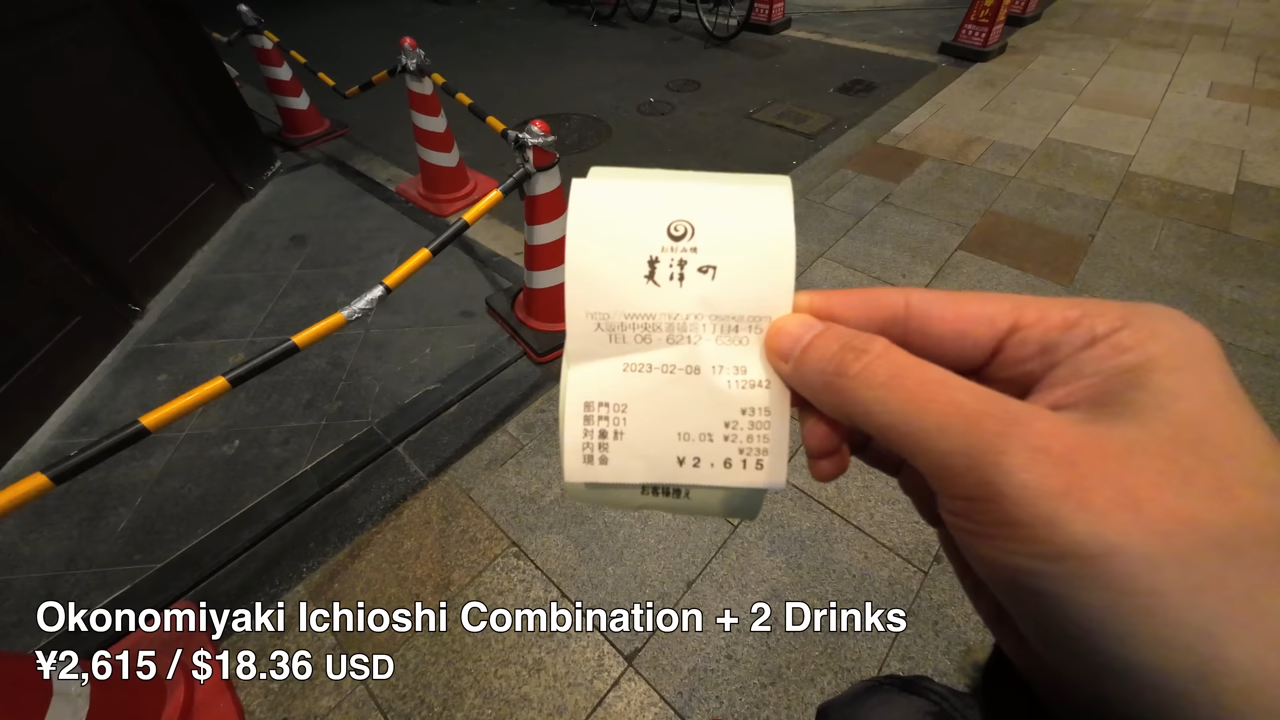 お好み焼
美津の
http://www.mizuno-osaka.com
大阪市中央区道頓堀1丁目4-15
TEL 06-6212-6360
2023-02-08 17:39
112942
部門02 ¥315
部門01 ¥2,300
対象計 10.0% ¥2,615
内税 ¥238
現金 ¥2,615
お客様控え
Okonomiyaki Ichioshi Combination + 2 Drinks
¥2,615 / $18.36 USD